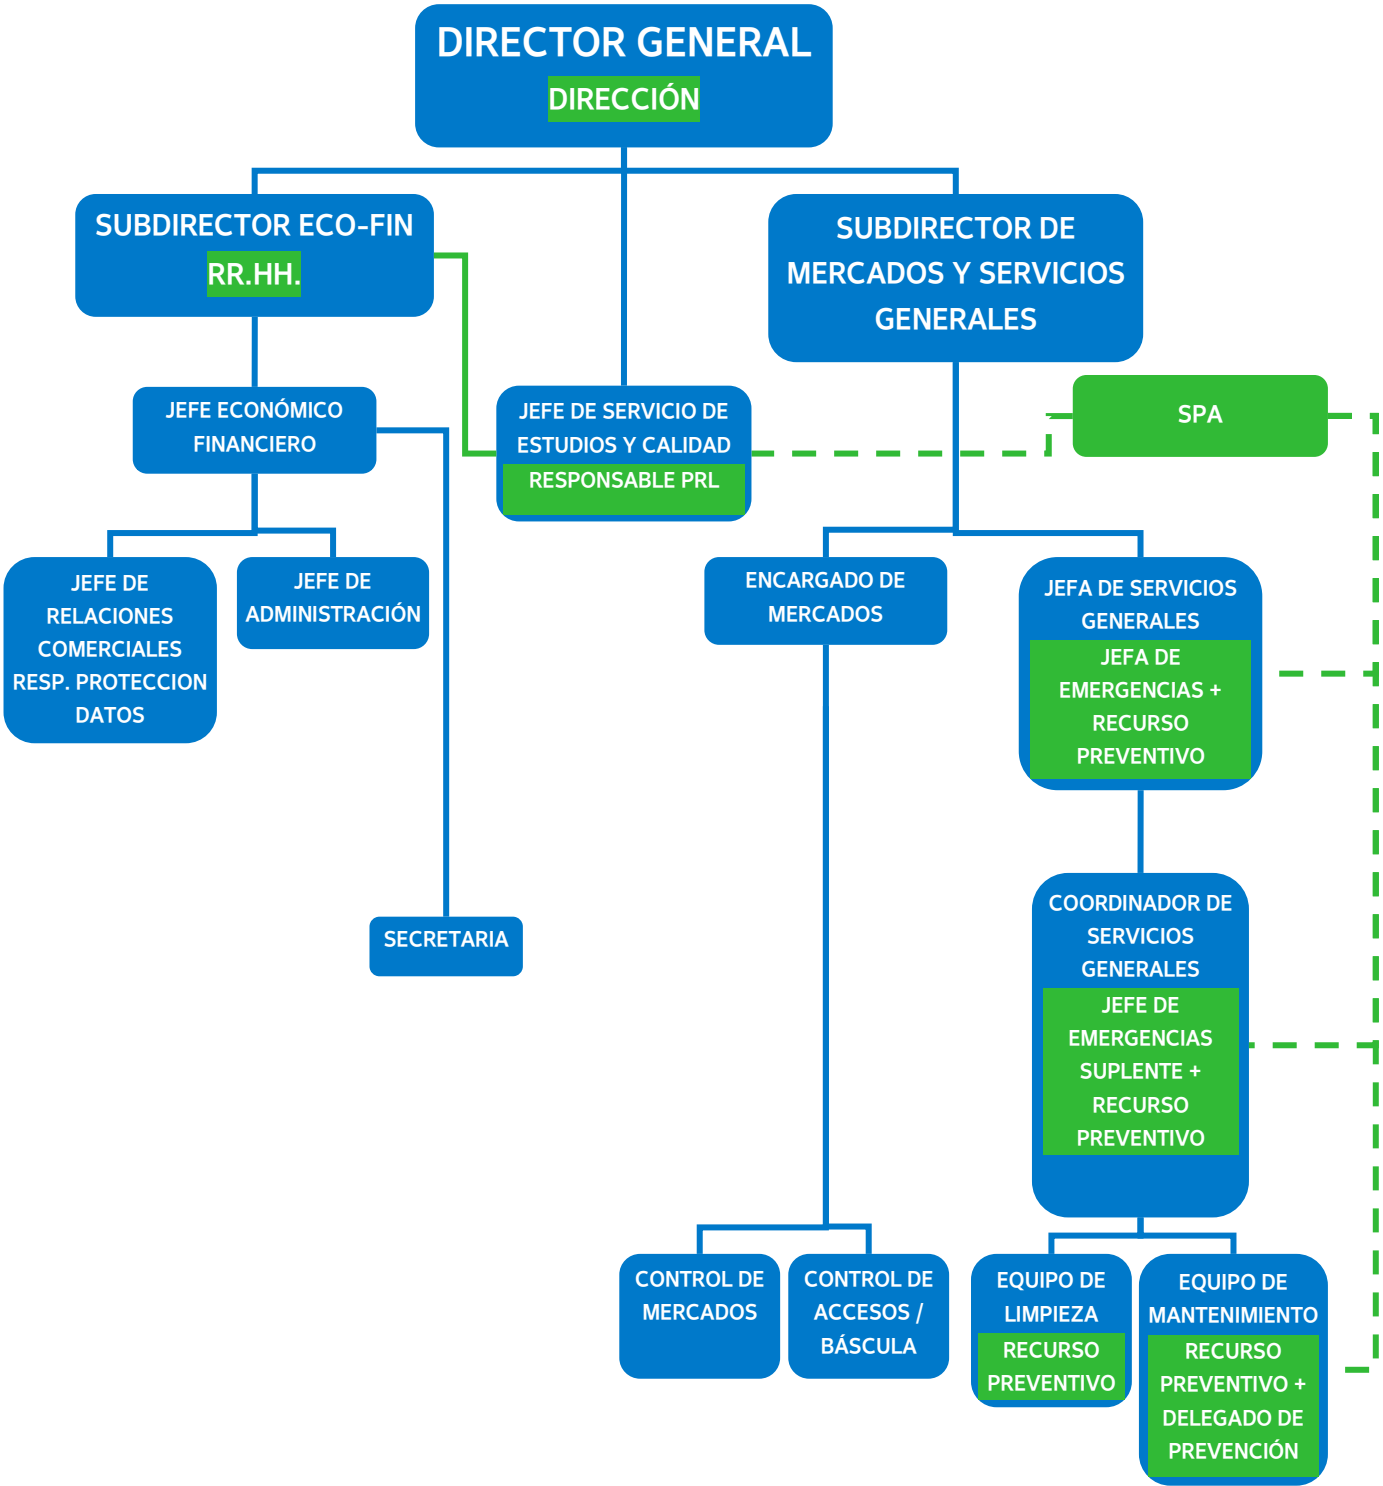 DIRECTOR GENERAL
DIRECCIÓN
SUBDIRECTOR ECO-FIN
RR.HH.
SUBDIRECTOR DE
MERCADOS Y SERVICIOS
GENERALES
JEFE ECONÓMICO
FINANCIERO
JEFE DE SERVICIO DE
ESTUDIOS Y CALIDAD
RESPONSABLE PRL
SPA
JEFE DE
RELACIONES
COMERCIALES
RESP. PROTECCION
DATOS
JEFE DE
ADMINISTRACIÓN
ENCARGADO DE
MERCADOS
JEFA DE SERVICIOS
GENERALES
JEFA DE
EMERGENCIAS +
RECURSO
PREVENTIVO
SECRETARIA
COORDINADOR DE
SERVICIOS
GENERALES
JEFE DE
EMERGENCIAS
SUPLENTE +
RECURSO
PREVENTIVO
CONTROL DE
MERCADOS
CONTROL DE
ACCESOS /
BÁSCULA
EQUIPO DE
LIMPIEZA
RECURSO
PREVENTIVO
EQUIPO DE
MANTENIMIENTO
RECURSO
PREVENTIVO +
DELEGADO DE
PREVENCIÓN